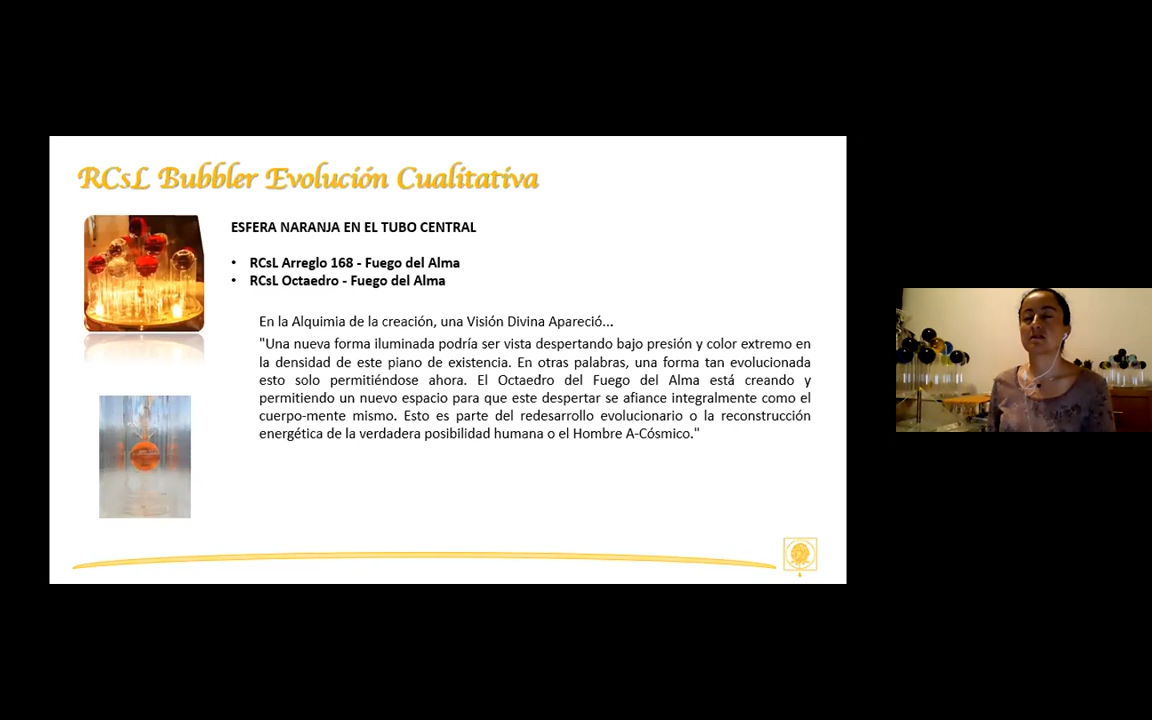 RCsL Bubbler Evolución Cualitativa
ESFERA NARANJA EN EL TUBO CENTRAL
• RCsL Arreglo 168 - Fuego del Alma
• RCsL Octaedro - Fuego del Alma
En la Alquimia de la creación, una Visión Divina Apareció...
"Una nueva forma iluminada podría ser vista despertando bajo presión y color extremo en
la densidad de este piano de existencia. En otras palabras, una forma tan evolucionada
esto solo permitiéndose ahora. El Octaedro del Fuego del Alma está creando y
permitiendo un nuevo espacio para que este despertar se afiance integralmente como el
cuerpo-mente mismo. Esto es parte del redesarrollo evolucionario o la reconstrucción
energética de la verdadera posibilidad humana o el Hombre A-Cósmico."